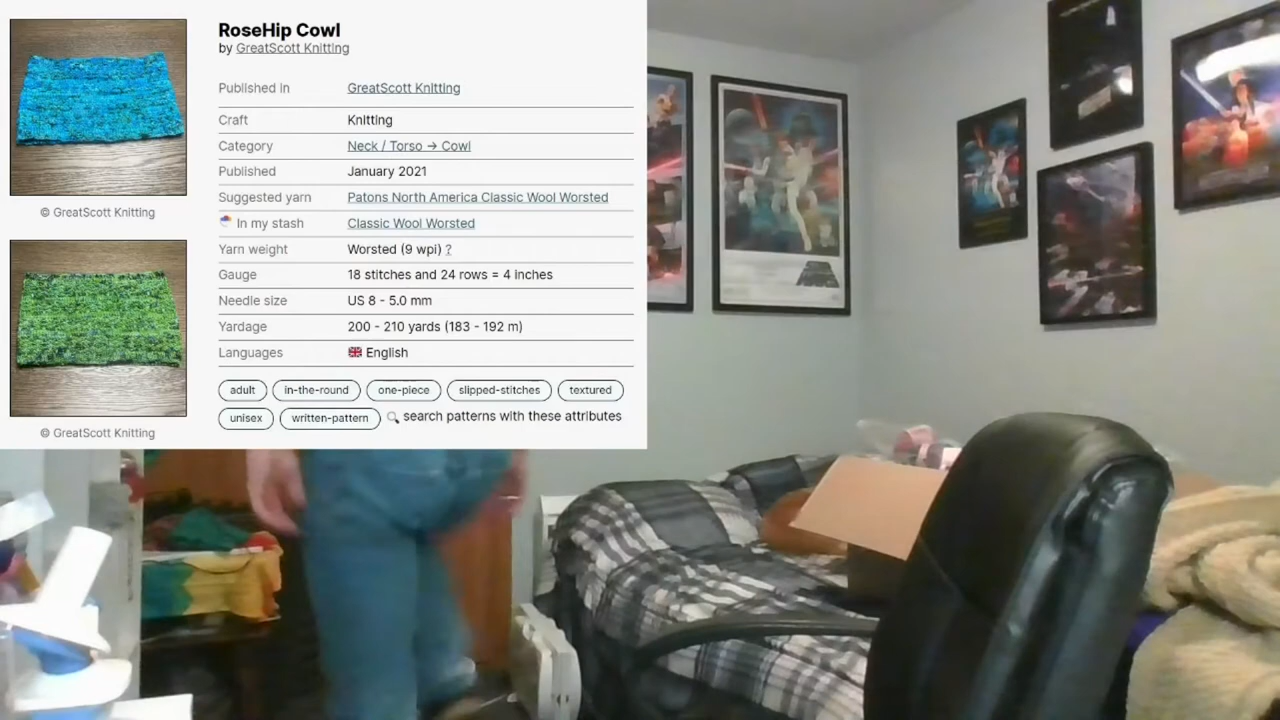 RoseHip Cowl
by GreatScott Knitting
Published in GreatScott Knitting
Craft Knitting
Category Neck / Torso → Cowl
Published January 2021
Suggested yarn Patons North America Classic Wool Worsted
In my stash Classic Wool Worsted
Yarn weight Worsted (9 wpi) ?
Gauge 18 stitches and 24 rows = 4 inches
Needle size US 8 - 5.0 mm
Yardage 200 - 210 yards (183 - 192 m)
Languages English
adult in-the-round one-piece slipped-stitches textured
unisex written-pattern search patterns with these attributes
© GreatScott Knitting
© GreatScott Knitting